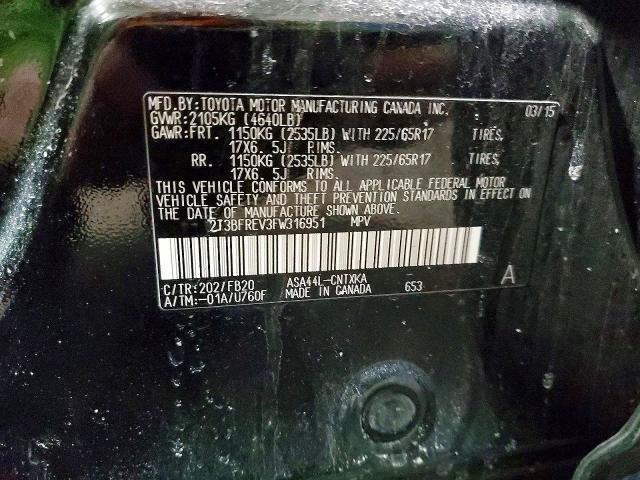 MFD.BY:TOYOTA MOTOR MANUFACTURING CANADA INC. 03/15
GVWR:2105KG (4640LB)
GAWR:FRT. 1150KG (2535LB) WITH 225/65R17 TIRES,
17X6. 5J RIMS.
RR. 1150KG (2535LB) WITH 225/65R17 TIRES,
17X6. 5J RIMS.
THIS VEHICLE CONFORMS TO ALL APPLICABLE FEDERAL MOTOR
VEHICLE SAFETY AND THEFT PREVENTION STANDARDS IN EFFECT ON
THE DATE OF MANUFACTURE SHOWN ABOVE.
2T3BFREV3FW316951 MPV
C/TR:202/FB20 ASA44L-CNTXKA A
A/TM:-01A/U760F MADE IN CANADA 653